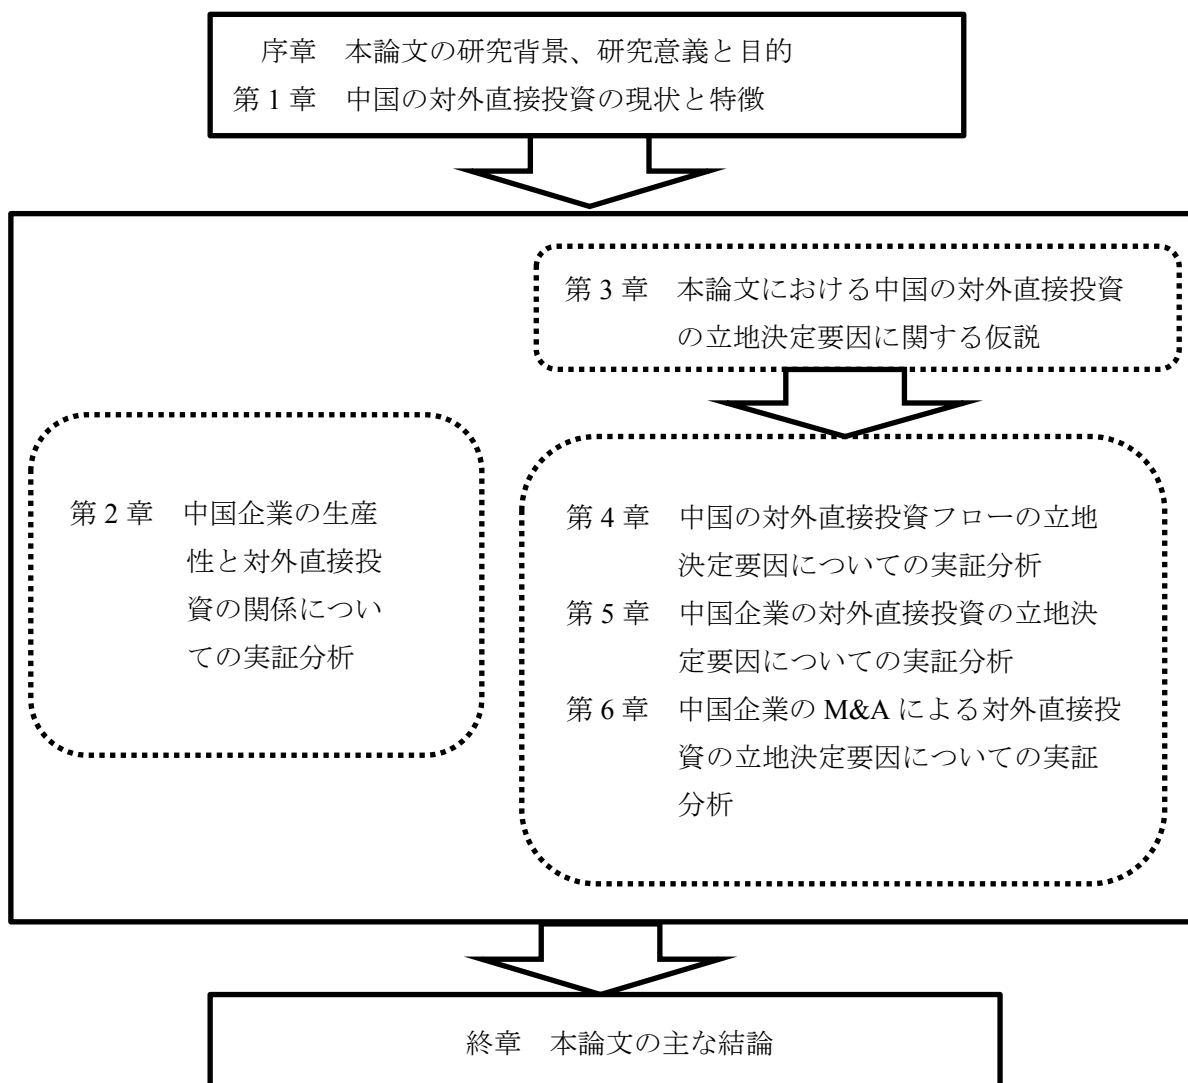 序章　本論文の研究背景、研究意義と目的
第 1 章　中国の対外直接投資の現状と特徴
第 3 章　本論文における中国の対外直接投資
の立地決定要因に関する仮説
第 2 章　中国企業の生産
性と対外直接投
資の関係につい
ての実証分析
第 4 章　中国の対外直接投資フローの立地
決定要因についての実証分析
第 5 章　中国企業の対外直接投資の立地決
定要因についての実証分析
第 6 章　中国企業の M&A による対外直接投
資の立地決定要因についての実証
分析
終章　本論文の主な結論